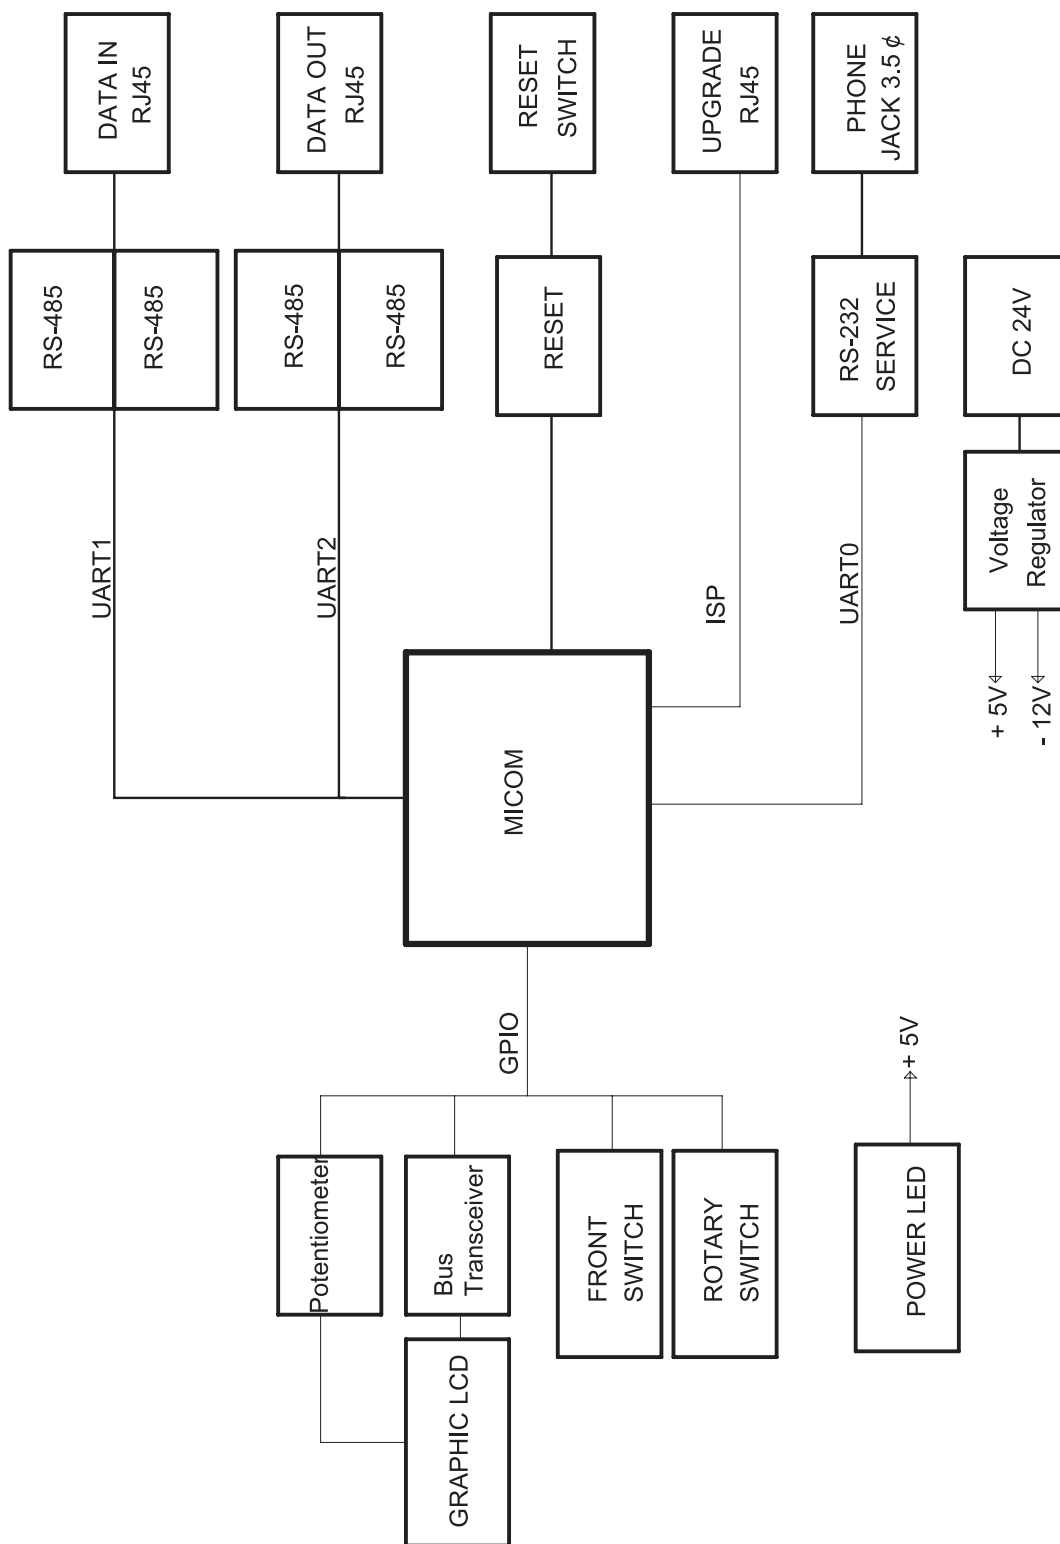 DATA IN
RJ45
DATA OUT
RJ45
RESET
SWITCH
UPGRADE
RJ45
PHONE
JACK 3.5 ¢
RS-485
RS-485
RS-485
RS-485
RESET
RS-232
SERVICE
DC 24V
Voltage
Regulator
UART1
UART2
ISP
UART0
+ 5V
- 12V
MICOM
GPIO
Potentiometer
Bus
Transceiver
FRONT
SWITCH
ROTARY
SWITCH
+ 5V
POWER LED
GRAPHIC LCD